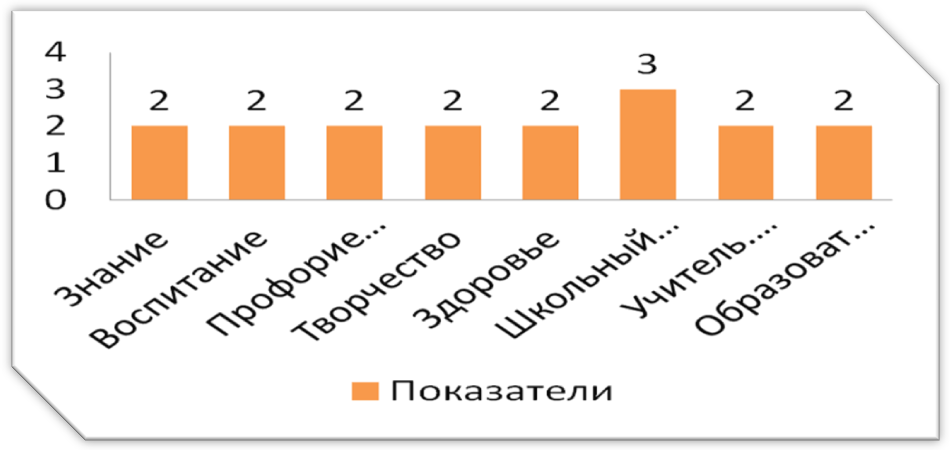 4
3
2
1
0
2
2
2
2
2
3
2
2
Знание
Воспитание
Профорие...
Творчество
Здоровье
Школьный...
Учитель....
Образоват...
Показатели